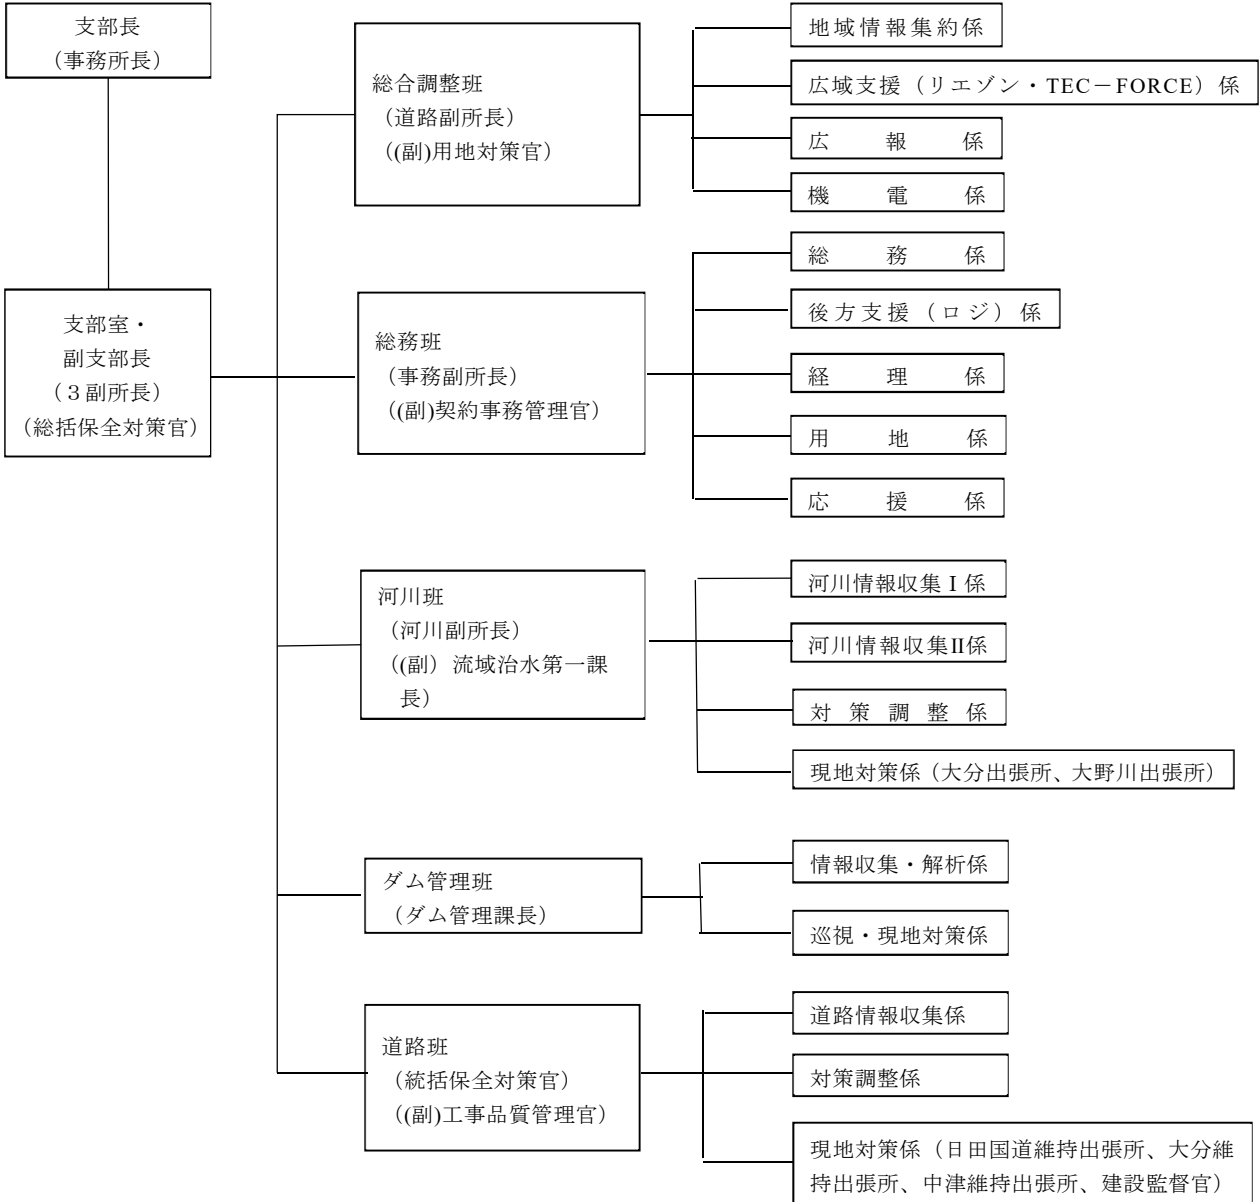 支部長
（事務所長）
支部室・
副支部長
（３副所長）
（総括保全対策官）
総合調整班
（道路副所長）
（(副)用地対策官）
地域情報集約係
広域支援（リエゾン・TEC－FORCE）係
広報係
機電係
総務班
（事務副所長）
（(副)契約事務管理官）
総務係
後方支援（ロジ）係
経理係
用地係
応援係
河川班
（河川副所長）
（(副）流域治水第一課
長）
河川情報収集Ⅰ係
河川情報収集Ⅱ係
対策調整係
現地対策係（大分出張所、大野川出張所）
ダム管理班
（ダム管理課長）
情報収集・解析係
巡視・現地対策係
道路班
（統括保全対策官）
（(副)工事品質管理官）
道路情報収集係
対策調整係
現地対策係（日田国道維持出張所、大分維
持出張所、中津維持出張所、建設監督官）